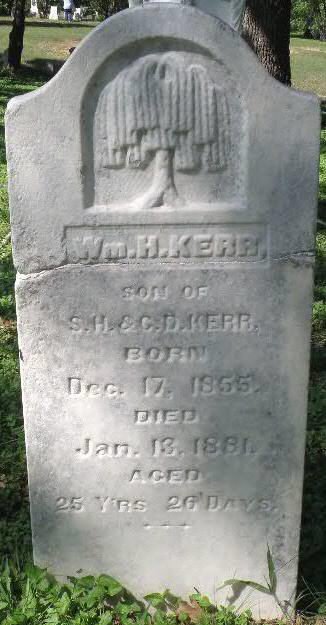 Wm. H. KERR,
SON OF
S. H. & C. D. KERR,
BORN
Dec. 17, 1855.
DIED
Jan. 13, 1881.
AGED
25 Y'RS 26 DAYS.